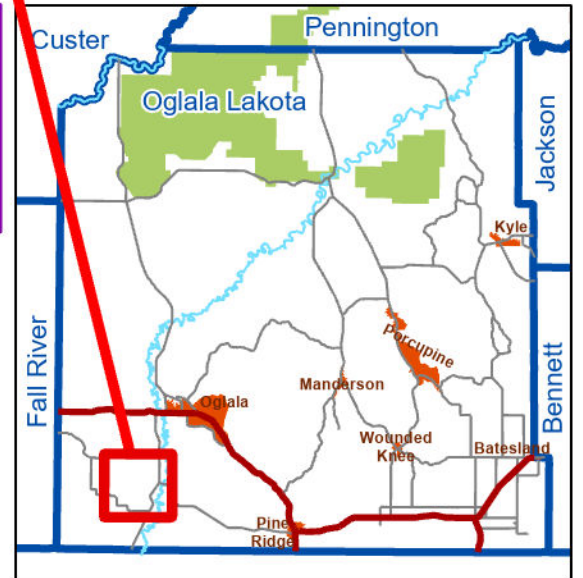 Custer
Pennington
Oglala Lakota
Jackson
Kyle
Fall River
Porcupine
Bennett
Manderson
Oglala
Wounded
Knee
Batesland
Pine
Ridge